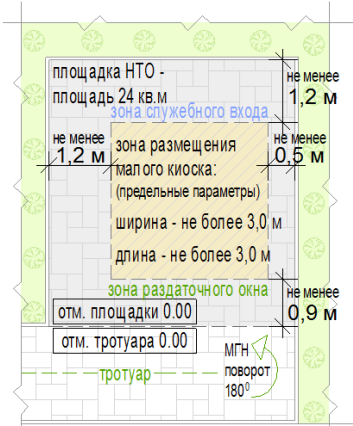 площадка НТО -
площадь 24 кв.м
не менее
1,2 м
зона служебного входа
не менее
1,2 м
не менее
0,5 м
зона размещения
малого киоска:
(предельные параметры)
ширина - не более 3,0 м
длина - не более 3,0 м
зона раздаточного окна
не менее
0,9 м
отм. площадки 0.00
отм. тротуара 0.00
тротуар
МГН
поворот
180⁰